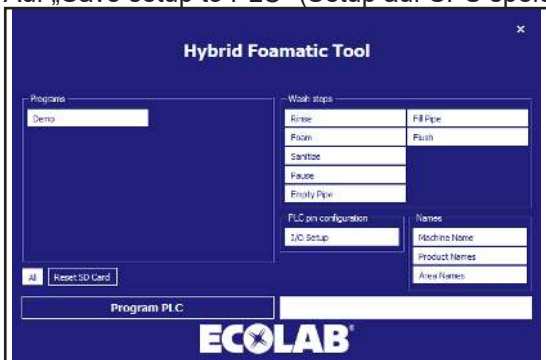 Auf „Save setup to PLC“ (Setup auf SPS speic
×
Hybrid Foamatic Tool
Programs
Demo
Wash steps
Rinse
Foam
Sanitize
Pause
Empty Pipe
Fill Pipe
Flush
PLC pin configuration
I/O Setup
Names
Machine Name
Product Names
Area Names
All
Reset SD Card
Program PLC
ECOLAB®